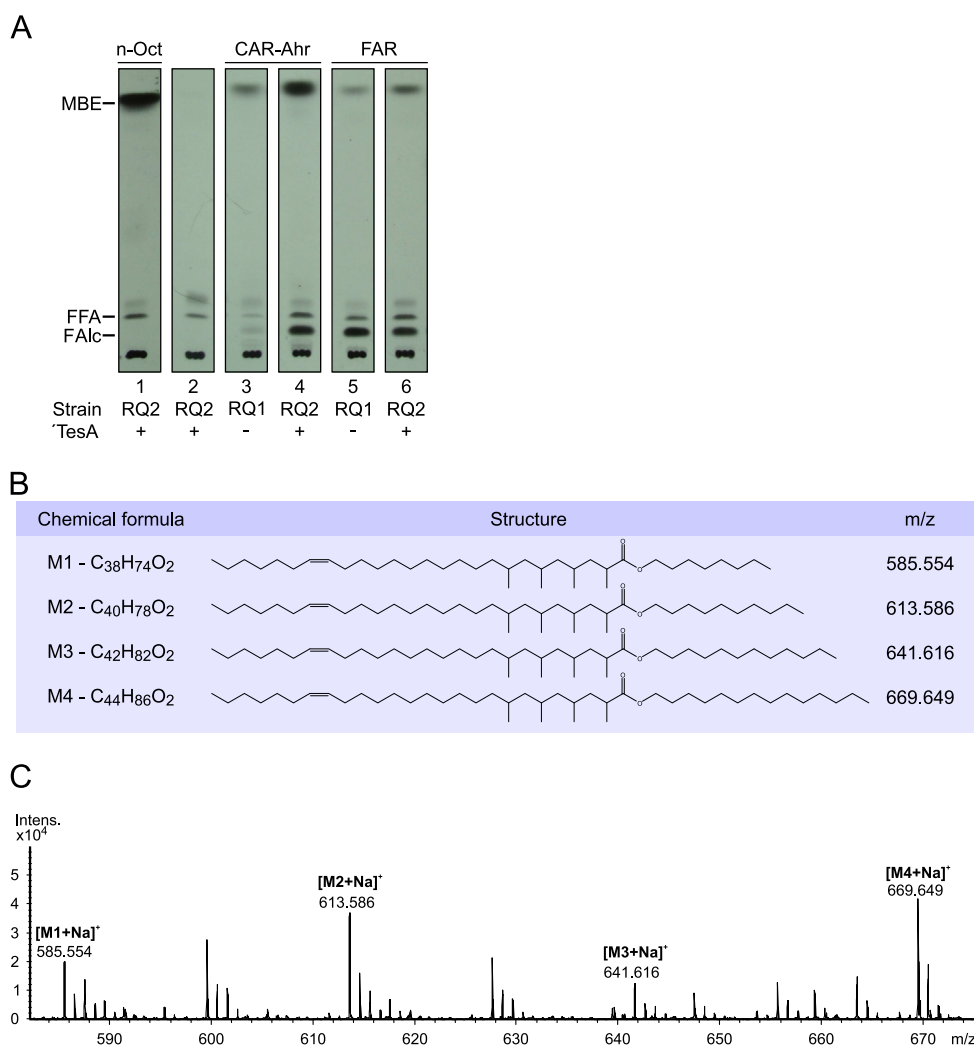 A
n-Oct CAR-Ahr FAR
MBE
FFA
FAlc
1 2 3 4 5 6
Strain RQ2 RQ2 RQ1 RQ2 RQ1 RQ2
´TesA + + - + - +
B
Chemical formula Structure m/z
M1 - C38H74O2 O O 585.554
M2 - C40H78O2 O O 613.586
M3 - C42H82O2 O O 641.616
M4 - C44H86O2 O O 669.649
C
Intens.
x10^4
5
4
3
2
1
0
[M1+Na]+
585.554
[M2+Na]+
613.586
[M3+Na]+
641.616
[M4+Na]+
669.649
590 600 610 620 630 640 650 660 670 m/z